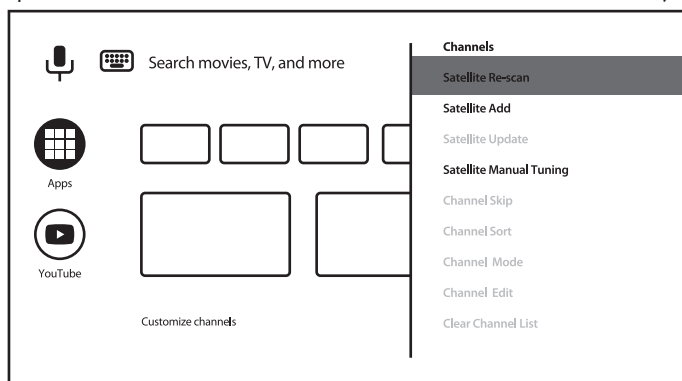 Search movies, TV, and more
Apps
YouTube
Customize channels
Channels
Satellite Re-scan
Satellite Add
Satellite Update
Satellite Manual Tuning
Channel Skip
Channel Sort
Channel Mode
Channel Edit
Clear Channel List